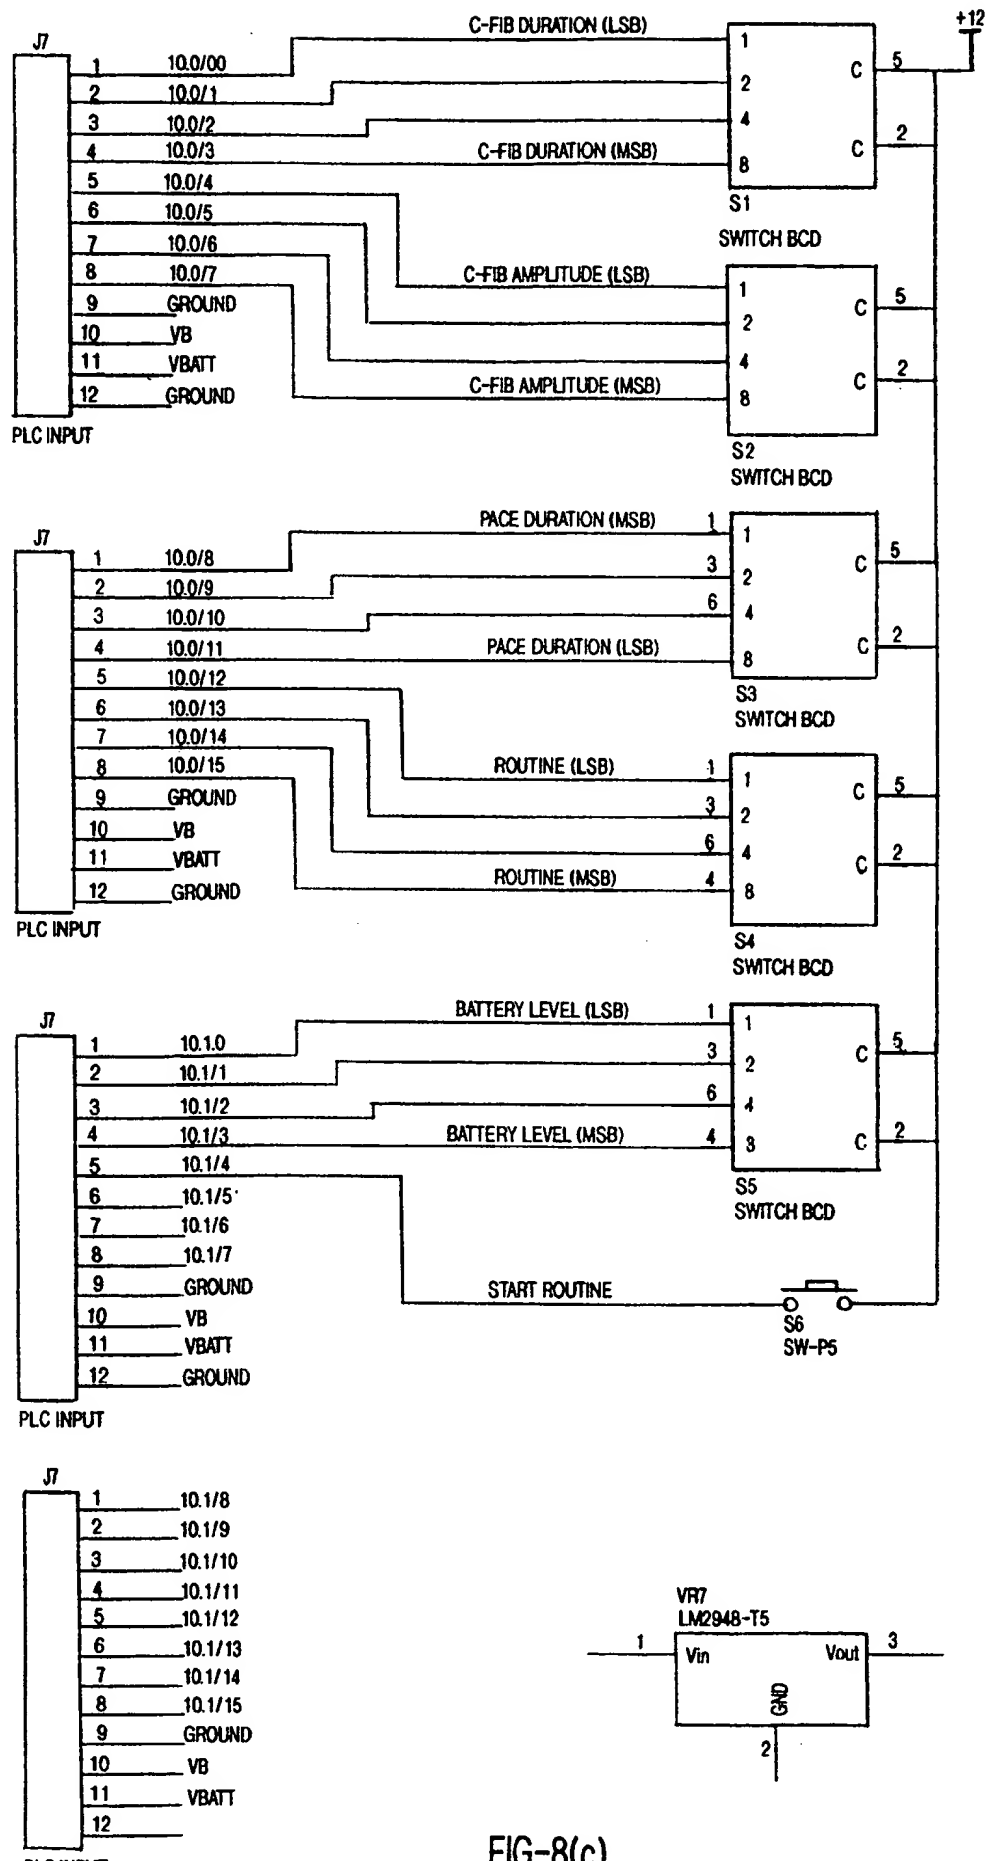 +12
J7
C-FIB DURATION (LSB)
1 10.0/00
2 10.0/1
3 10.0/2
4 10.0/3
C-FIB DURATION (MSB)
5 10.0/4
6 10.0/5
7 10.0/6
8 10.0/7
9 GROUND
10 VB
11 VBATT
12 GROUND
PLC INPUT
1 C 5
2
4 C 2
8
S1
SWITCH BCD
C-FIB AMPLITUDE (LSB)
C-FIB AMPLITUDE (MSB)
1 C 5
2
4 C 2
8
S2
SWITCH BCD
J7
1 10.0/8
2 10.0/9
3 10.0/10
4 10.0/11
5 10.0/12
6 10.0/13
7 10.0/14
8 10.0/15
9 GROUND
10 VB
11 VBATT
12 GROUND
PLC INPUT
PACE DURATION (MSB)
PACE DURATION (LSB)
1 1 C 5
3 2
6 4 C 2
8
S3
SWITCH BCD
ROUTINE (LSB)
ROUTINE (MSB)
1 1 C 5
3 2
6 4 C 2
4 8
S4
SWITCH BCD
J7
1 10.1.0
2 10.1/1
3 10.1/2
4 10.1/3
5 10.1/4
6 10.1/5
7 10.1/6
8 10.1/7
9 GROUND
10 VB
11 VBATT
12 GROUND
PLC INPUT
BATTERY LEVEL (LSB)
BATTERY LEVEL (MSB)
1 1 C 5
3 2
6 4 C 2
4 3
S5
SWITCH BCD
START ROUTINE
S6
SW-P5
J7
1 10.1/8
2 10.1/9
3 10.1/10
4 10.1/11
5 10.1/12
6 10.1/13
7 10.1/14
8 10.1/15
9 GROUND
10 VB
11 VBATT
12
VR7
LM2948-T5
1 Vin Vout 3
GND
2
FIG-8(c)